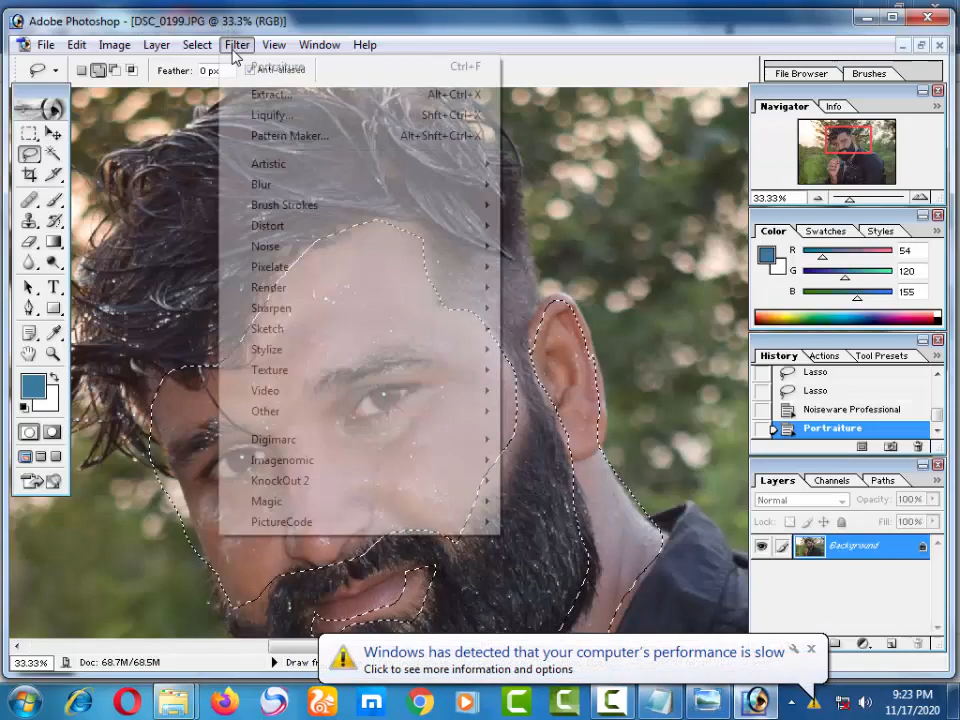 Adobe Photoshop - [DSC_0199.JPG @ 33.3% (RGB)]
File Edit Image Layer Select Filter View Window Help
Feather: 0 px Anti-aliased
File Browser Brushes
Portraiture Ctrl+F
Extract... Alt+Ctrl+X
Liquify... Shft+Ctrl+X
Pattern Maker... Alt+Shft+Ctrl+X
Artistic
Blur
Brush Strokes
Distort
Noise
Pixelate
Render
Sharpen
Sketch
Stylize
Texture
Video
Other
Digimarc
Imagenomic
KnockOut 2
Magic
PictureCode
Navigator Info
33.33%
Color Swatches Styles
R 54
G 120
B 155
History Actions Tool Presets
Lasso
Lasso
Noiseware Professional
Portraiture
Layers Channels Paths
Normal Opacity: 100%
Lock: Fill: 100%
Background
33.33% Doc: 68.7M/68.5M Draw fr
Windows has detected that your computer's performance is slow
Click to see more information and options
9:23 PM
11/17/2020